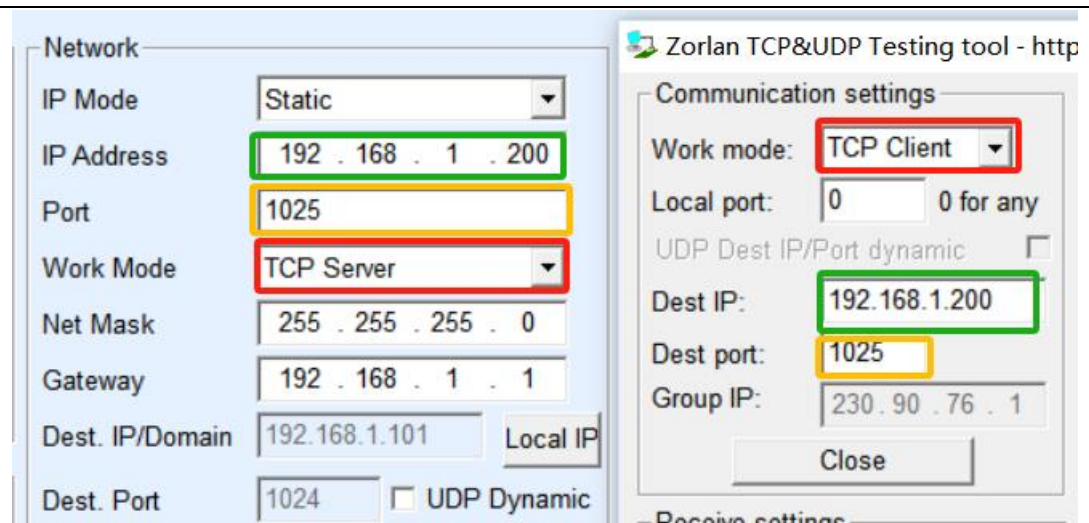 Network
IP Mode Static
IP Address 192 . 168 . 1 . 200
Port 1025
Work Mode TCP Server
Net Mask 255 . 255 . 255 . 0
Gateway 192 . 168 . 1 . 1
Dest. IP/Domain 192.168.1.101 Local IP
Dest. Port 1024 UDP Dynamic
Zorlan TCP&UDP Testing tool - http
Communication settings
Work mode: TCP Client
Local port: 0 0 for any
UDP Dest IP/Port dynamic
Dest IP: 192.168.1.200
Dest port: 1025
Group IP: 230 . 90 . 76 . 1
Close
Receive settings